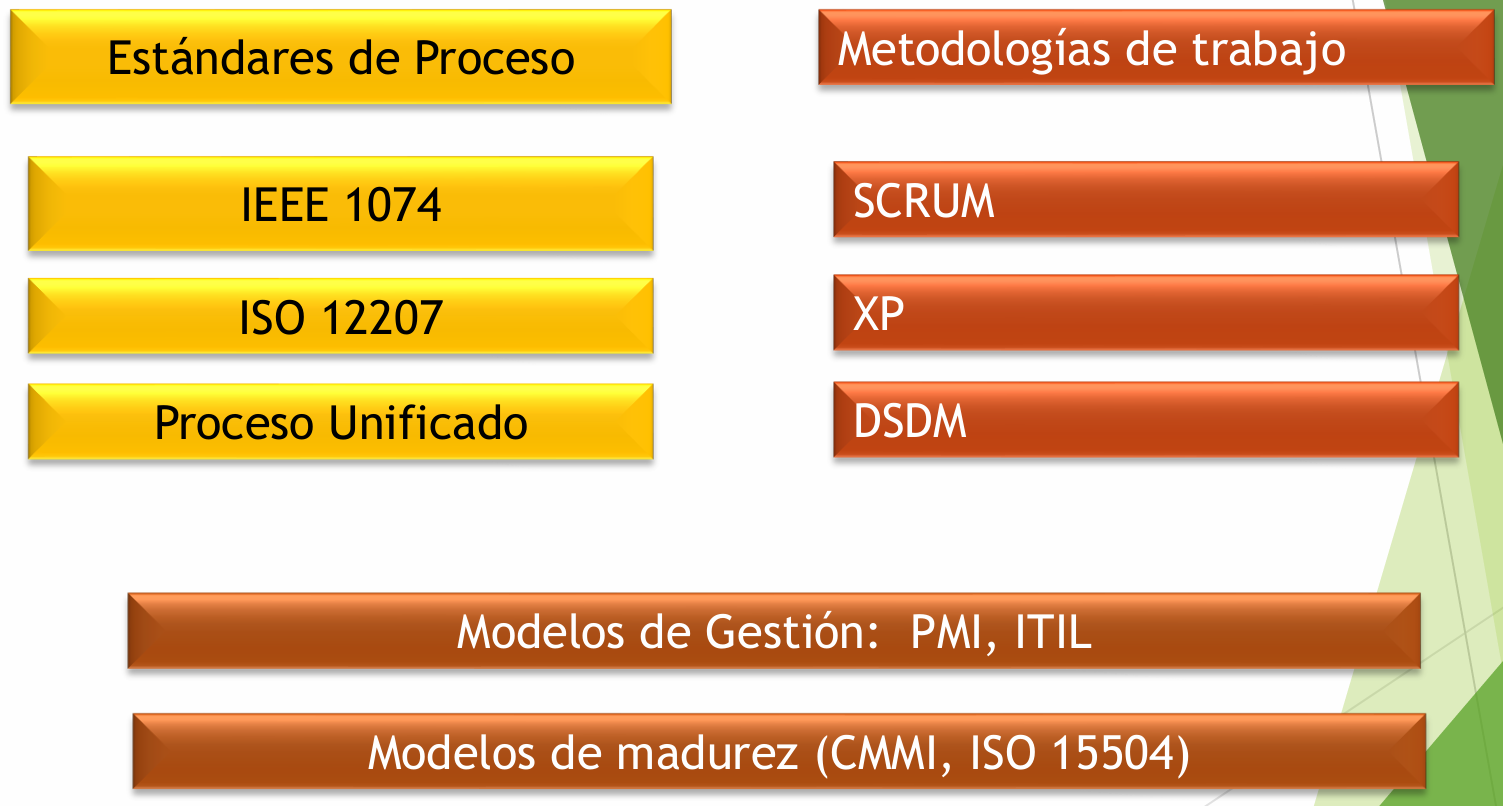 Estándares de Proceso
Metodologías de trabajo
IEEE 1074
SCRUM
ISO 12207
XP
Proceso Unificado
DSDM
Modelos de Gestión:  PMI, ITIL
Modelos de madurez (CMMI, ISO 15504)